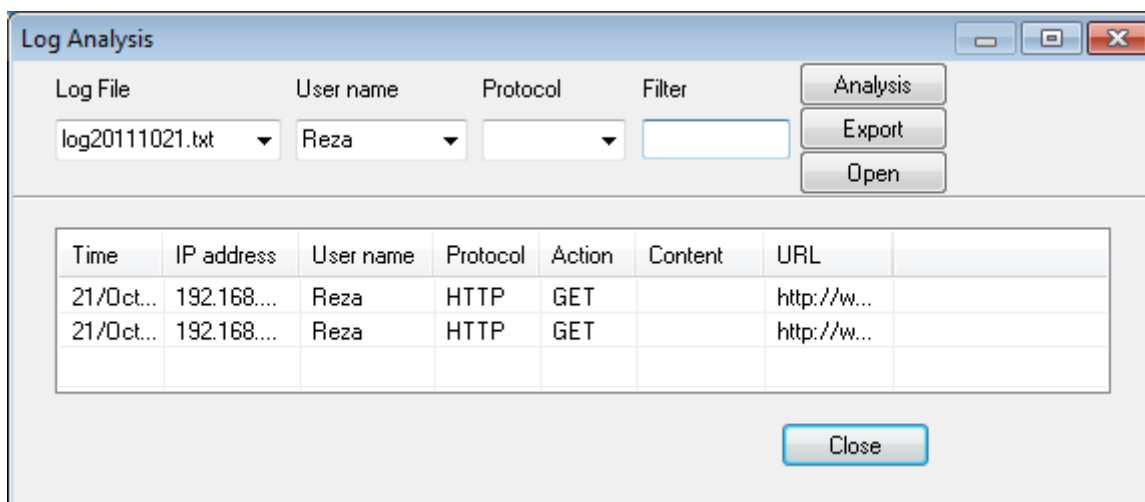 Log Analysis
Log File User name Protocol Filter Analysis
log20111021.txt Reza Export
Open
Time IP address User name Protocol Action Content URL
21/Oct... 192.168.... Reza HTTP GET http://w...
21/Oct... 192.168.... Reza HTTP GET http://w...
Close